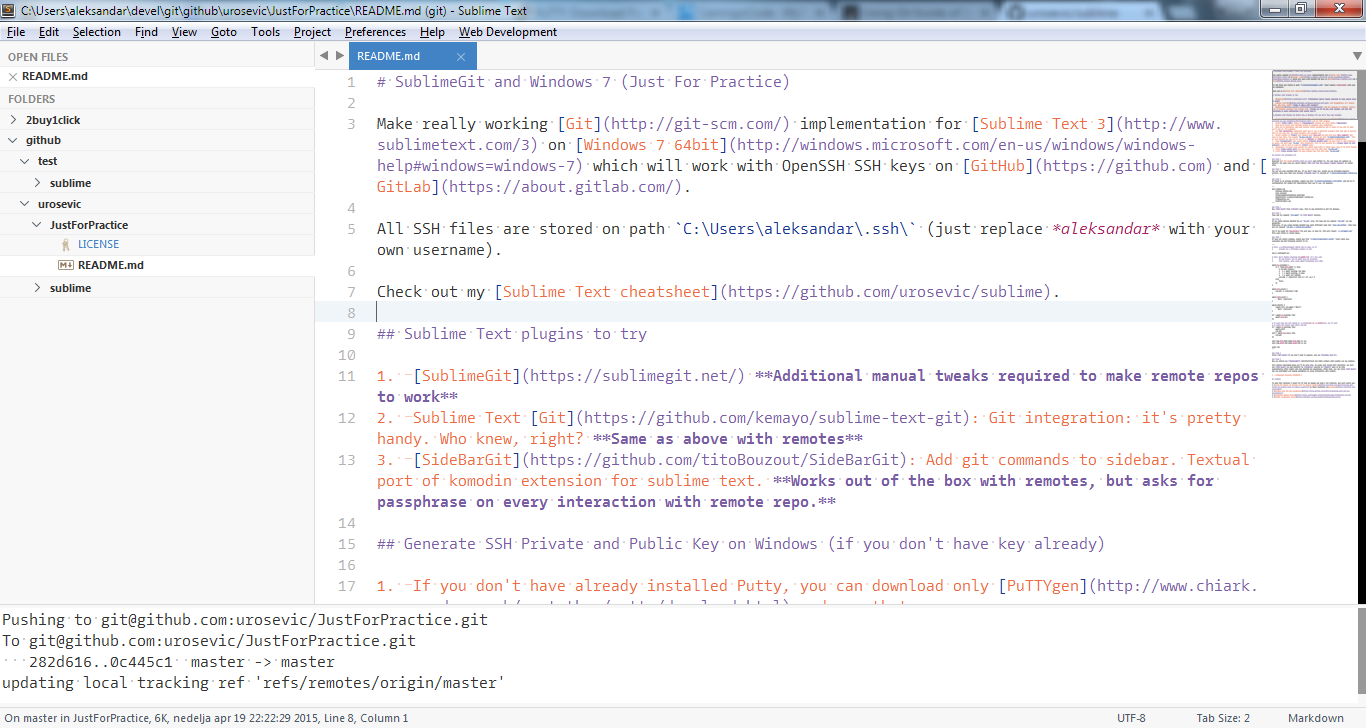 C:\Users\aleksandar\devel\git\github\urosevic\JustForPractice\README.md (git) - Sublime Text
File Edit Selection Find View Goto Tools Project Preferences Help Web Development
OPEN FILES
README.md
FOLDERS
2buy1click
github
test
sublime
urosevic
JustForPractice
LICENSE
README.md
sublime
README.md
1 # SublimeGit and Windows 7 (Just For Practice)
2
3 Make really working [Git](http://git-scm.com/) implementation for [Sublime Text 3](http://www.
sublimetext.com/3) on [Windows 7 64bit](http://windows.microsoft.com/en-us/windows/windows-
help#windows=windows-7) which will work with OpenSSH SSH keys on [GitHub](https://github.com) and [
GitLab](https://about.gitlab.com/).
4
5 All SSH files are stored on path `C:\Users\aleksandar\.ssh\` (just replace *aleksandar* with your
own username).
6
7 Check out my [Sublime Text cheatsheet](https://github.com/urosevic/sublime).
8
9 ## Sublime Text plugins to try
10
11 1. [SublimeGit](https://sublimegit.net/) **Additional manual tweaks required to make remote repos
to work**
12 2. Sublime Text [Git](https://github.com/kemayo/sublime-text-git): Git integration: it's pretty
handy. Who knew, right? **Same as above with remotes**
13 3. [SideBarGit](https://github.com/titoBouzout/SideBarGit): Add git commands to sidebar. Textual
port of komodin extension for sublime text. **Works out of the box with remotes, but asks for
passphrase on every interaction with remote repo.**
14
15 ## Generate SSH Private and Public Key on Windows (if you don't have key already)
16
17 1. If you don't have already installed Putty, you can download only [PuTTYgen](http://www.chiark.
Pushing to git@github.com:urosevic/JustForPractice.git
To git@github.com:urosevic/JustForPractice.git
282d616..0c445c1 master -> master
updating local tracking ref 'refs/remotes/origin/master'
On master in JustForPractice, 6K, nedelja apr 19 22:22:29 2015, Line 8, Column 1
UTF-8
Tab Size: 2
Markdown